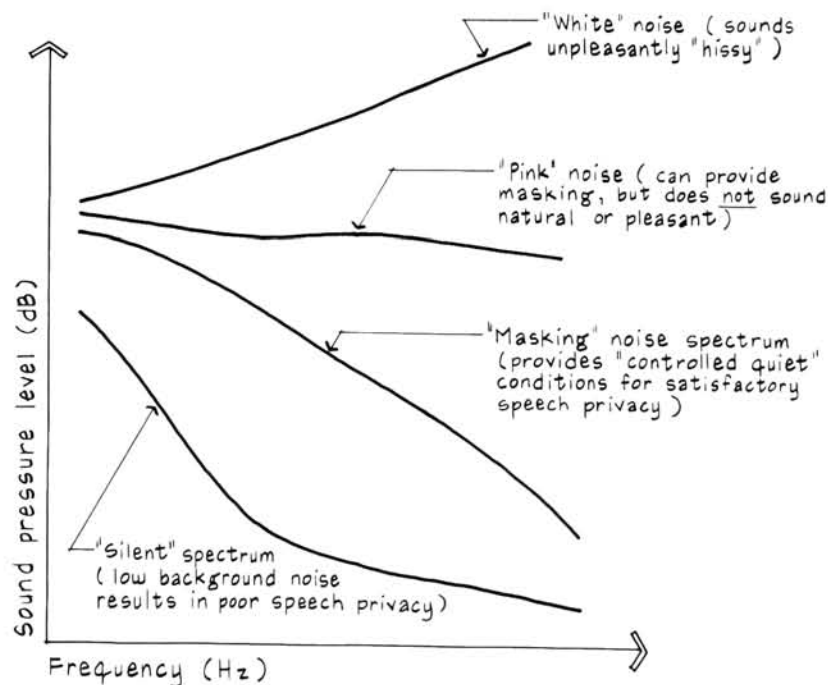 "White" noise ( sounds
unpleasantly "hissy" )
"Pink" noise ( can provide
masking, but does not sound
natural or pleasant )
"Masking" noise spectrum
(provides "controlled quiet"
conditions for satisfactory
speech privacy )
"Silent" spectrum
( low background noise
results in poor speech privacy)
Sound pressure level (dB)
Frequency (Hz)